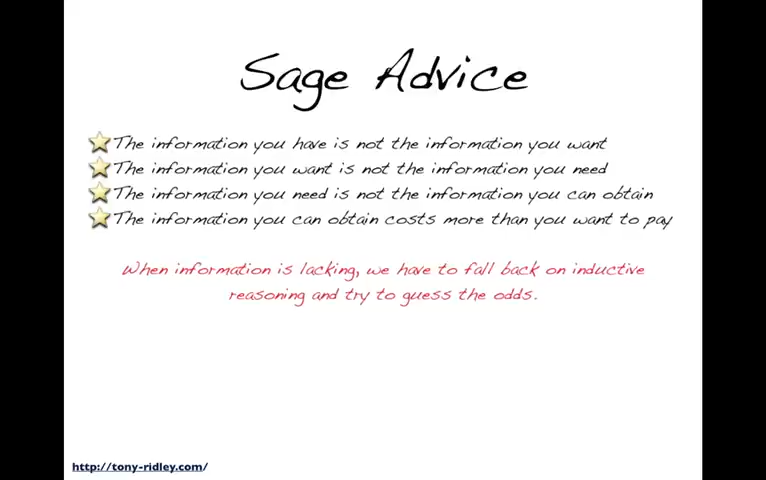 Sage Advice
The information you have is not the information you want
The information you want is not the information you need
The information you need is not the information you can obtain
The information you can obtain costs more than you want to pay
When information is lacking, we have to fall back on inductive
reasoning and try to guess the odds.
http://tony-ridley.com/